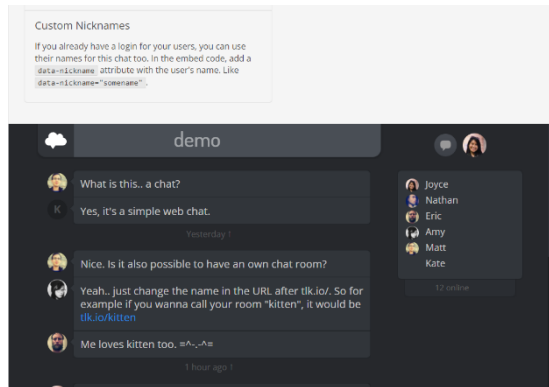 Custom Nicknames
If you already have a login for your users, you can use
their names for this chat too. In the embed code, add a
data-nickname attribute with the user's name. Like
data-nickname="somename".
demo
What is this.. a chat?
K
Yes, it's a simple web chat.
Yesterday !
Nice. Is it also possible to have an own chat room?
Yeah.. just change the name in the URL after tlk.io/. So for
example if you wanna call your room "kitten", it would be
tlk.io/kitten
Me loves kitten too. =^-.-^=
1 hour ago !
Joyce
Nathan
Eric
Amy
Matt
Kate
12 online